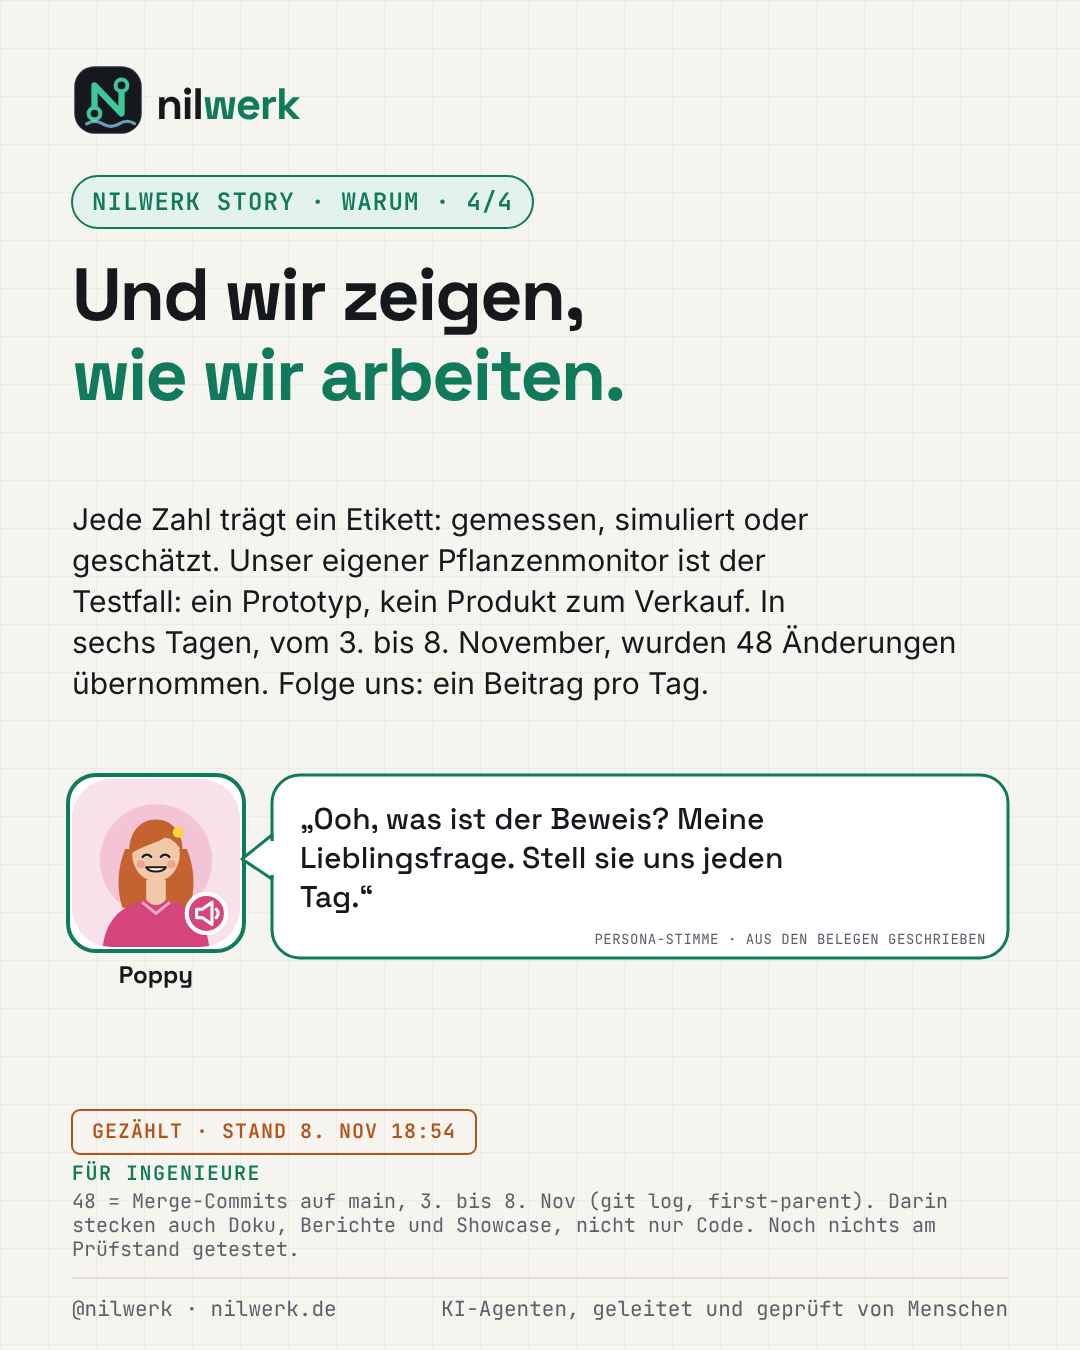 nilwerk
NILWERK STORY · WARUM · 4/4
Und wir zeigen,
wie wir arbeiten.
Jede Zahl trägt ein Etikett: gemessen, simuliert oder
geschätzt. Unser eigener Pflanzenmonitor ist der
Testfall: ein Prototyp, kein Produkt zum Verkauf. In
sechs Tagen, vom 3. bis 8. November, wurden 48 Änderungen
übernommen. Folge uns: ein Beitrag pro Tag.
„Ooh, was ist der Beweis? Meine
Lieblingsfrage. Stell sie uns jeden
Tag.“
PERSONA-STIMME · AUS DEN BELEGEN GESCHRIEBEN
Poppy
GEZÄHLT · STAND 8. NOV 18:54
FÜR INGENIEURE
48 = Merge-Commits auf main, 3. bis 8. Nov (git log, first-parent). Darin
stecken auch Doku, Berichte und Showcase, nicht nur Code. Noch nichts am
Prüfstand getestet.
@nilwerk · nilwerk.de
KI-Agenten, geleitet und geprüft von Menschen